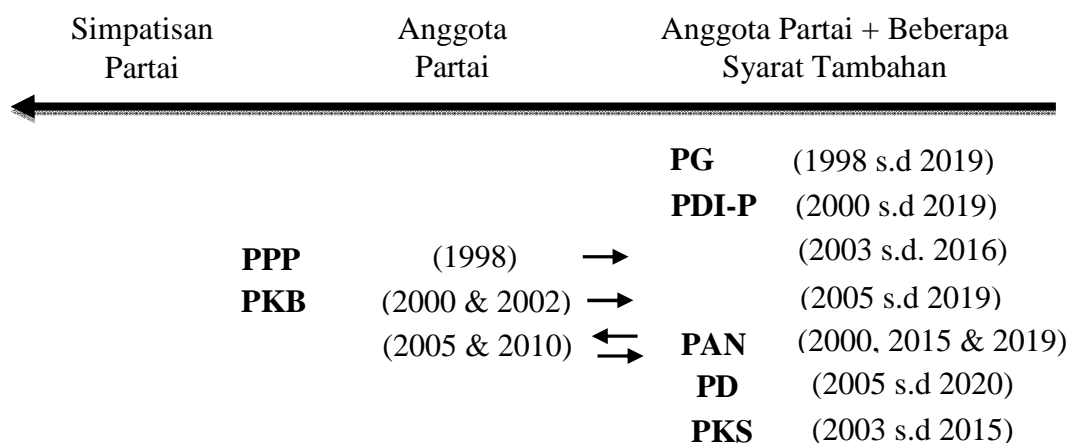 Simpatisan Partai
Anggota Partai
Anggota Partai + Beberapa Syarat Tambahan
PG (1998 s.d 2019)
PDI-P (2000 s.d 2019)
PPP (1998) (2003 s.d. 2016)
PKB (2000 & 2002) (2005 s.d 2019)
(2005 & 2010) PAN (2000, 2015 & 2019)
PD (2005 s.d 2020)
PKS (2003 s.d 2015)